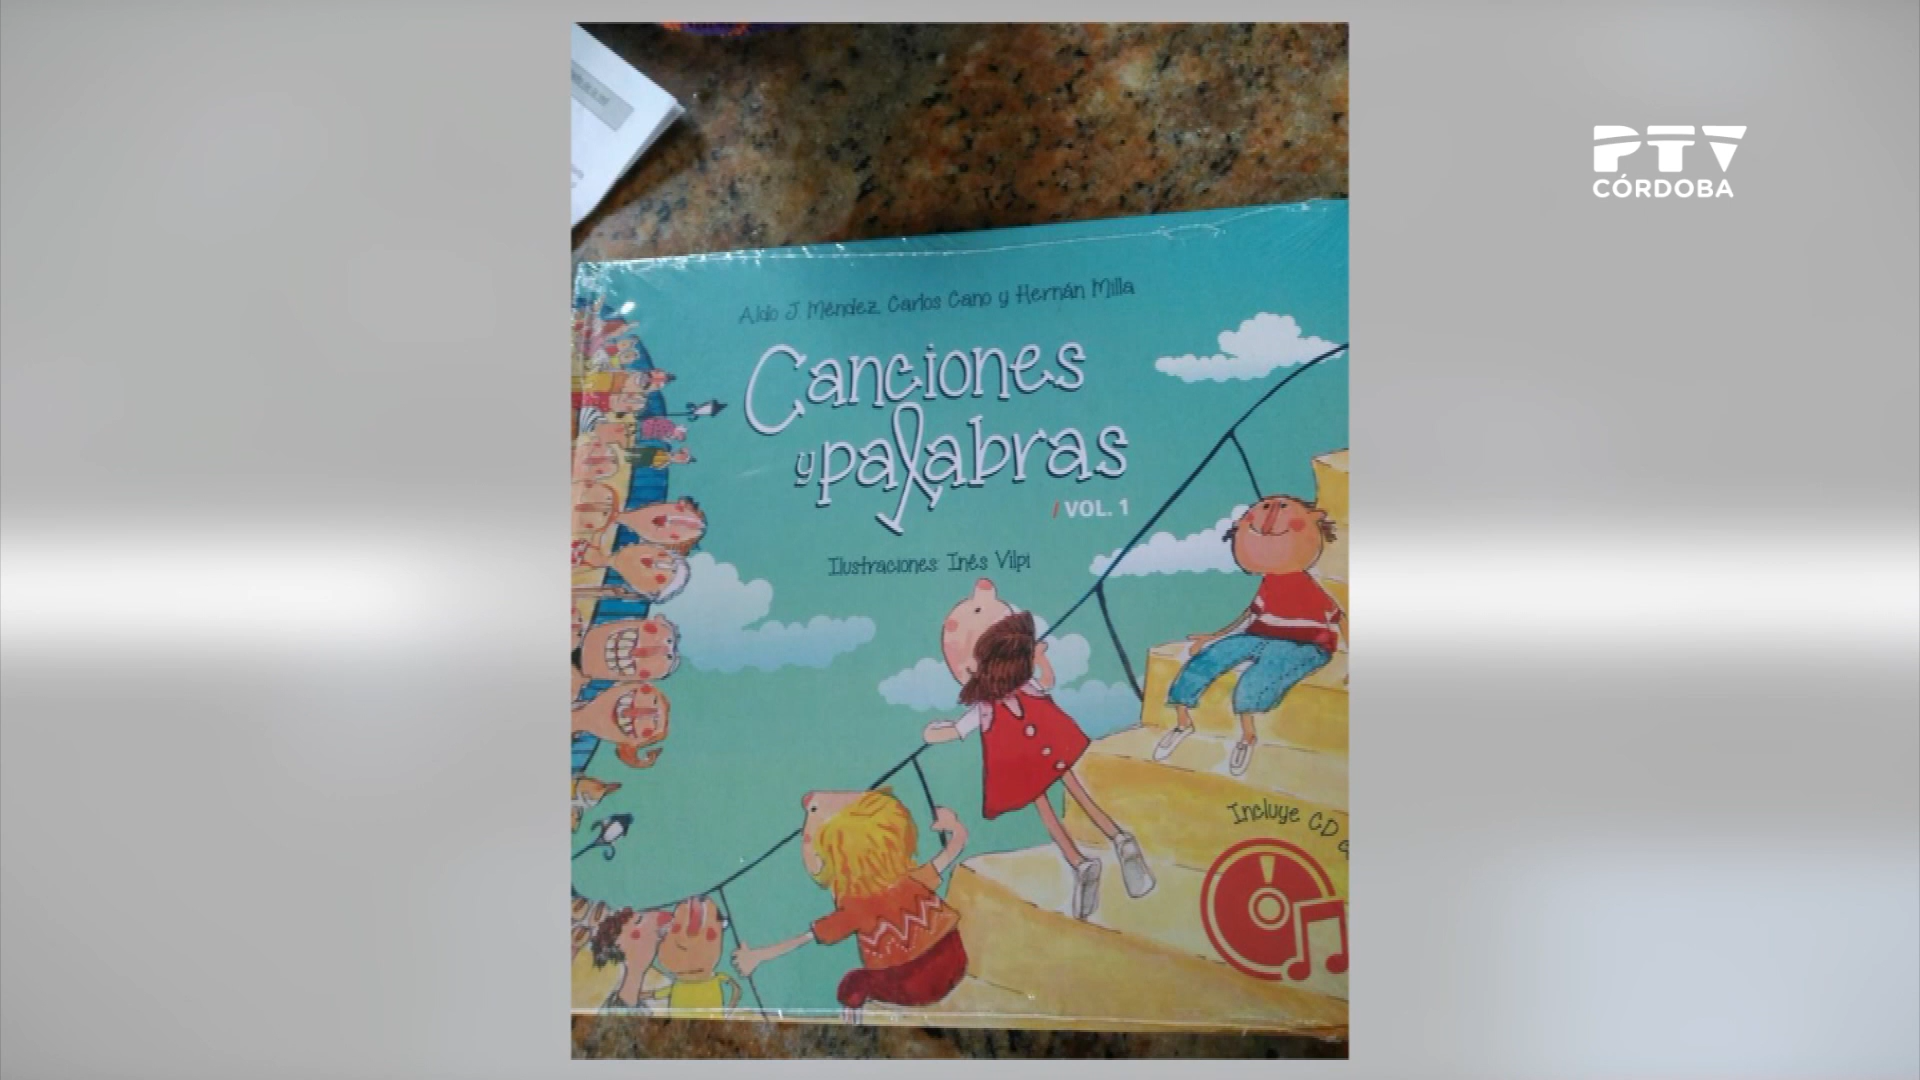 PTV
CÓRDOBA
Aldo J. Méndez, Carlos Cano y Hernán Milla
Canciones
y palabras
/ VOL. 1
Ilustraciones: Inés Vilpi
Incluye CD